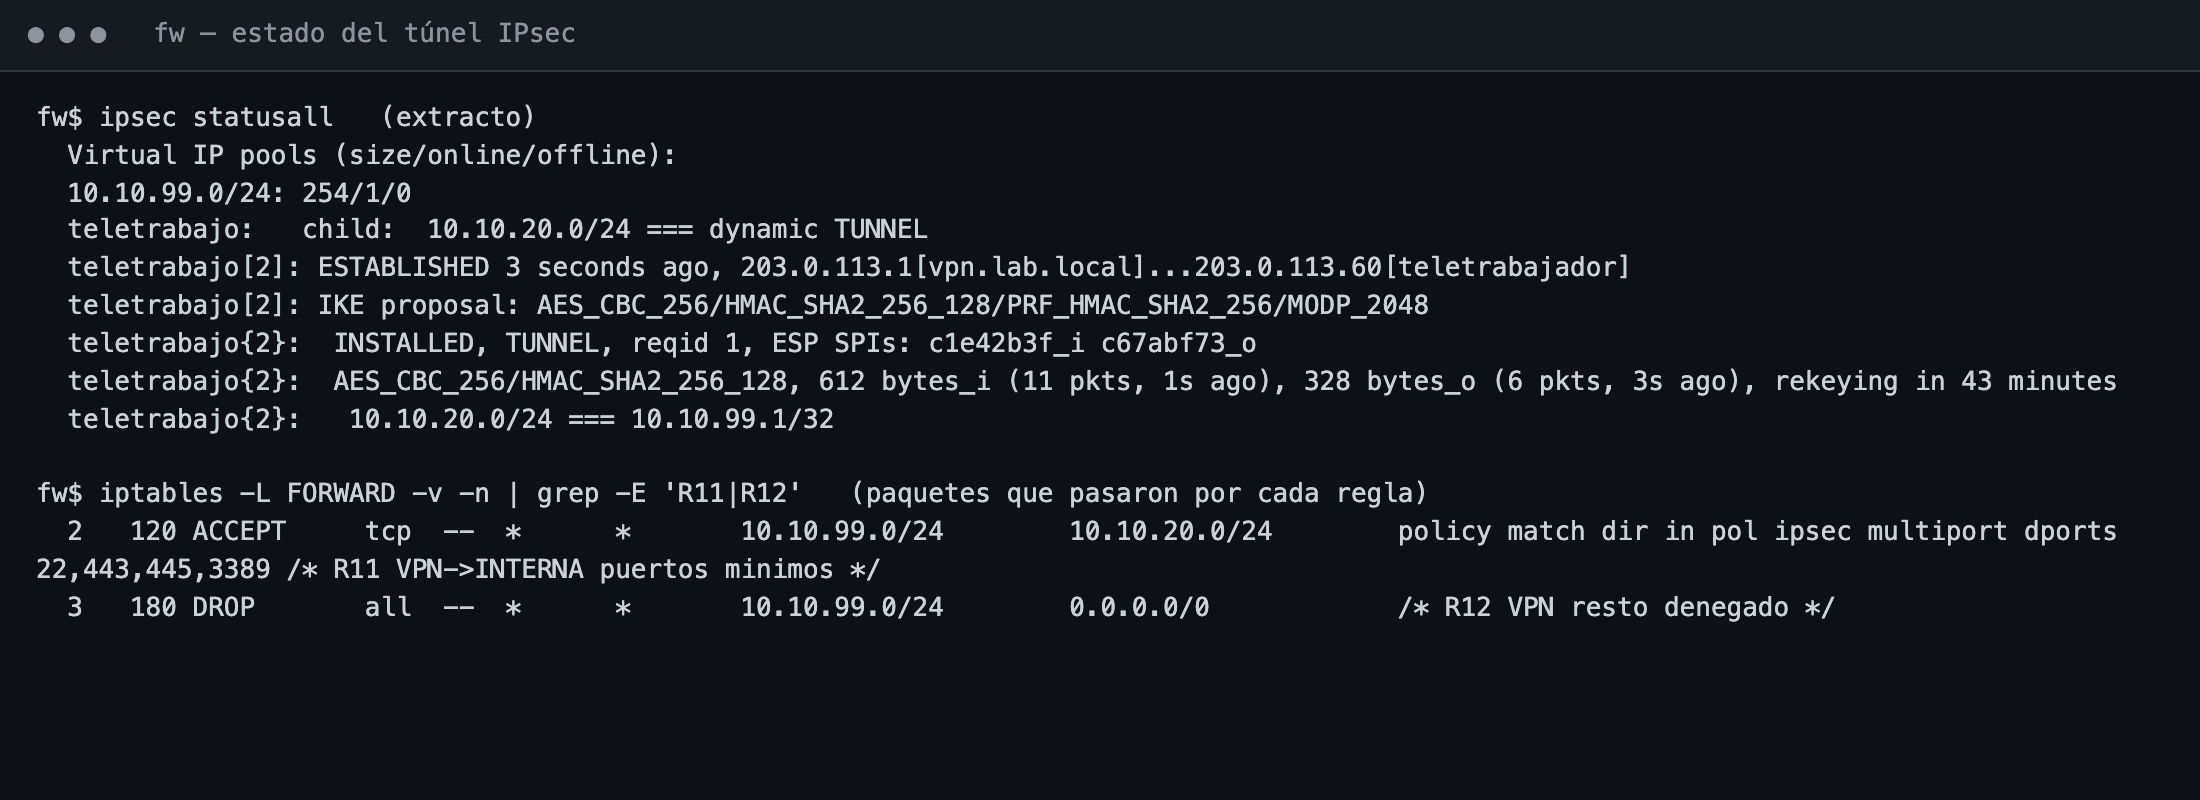 fw — estado del túnel IPsec
fw$ ipsec statusall   (extracto)
  Virtual IP pools (size/online/offline):
  10.10.99.0/24: 254/1/0
  teletrabajo:   child:  10.10.20.0/24 === dynamic TUNNEL
  teletrabajo[2]: ESTABLISHED 3 seconds ago, 203.0.113.1[vpn.lab.local]...203.0.113.60[teletrabajador]
  teletrabajo[2]: IKE proposal: AES_CBC_256/HMAC_SHA2_256_128/PRF_HMAC_SHA2_256/MODP_2048
  teletrabajo{2}:  INSTALLED, TUNNEL, reqid 1, ESP SPIs: c1e42b3f_i c67abf73_o
  teletrabajo{2}:  AES_CBC_256/HMAC_SHA2_256_128, 612 bytes_i (11 pkts, 1s ago), 328 bytes_o (6 pkts, 3s ago), rekeying in 43 minutes
  teletrabajo{2}:   10.10.20.0/24 === 10.10.99.1/32
fw$ iptables -L FORWARD -v -n | grep -E 'R11|R12'   (paquetes que pasaron por cada regla)
  2   120 ACCEPT     tcp  --  *      *       10.10.99.0/24        10.10.20.0/24        policy match dir in pol ipsec multiport dports
22,443,445,3389 /* R11 VPN->INTERNA puertos minimos */
  3   180 DROP       all  --  *      *       10.10.99.0/24        0.0.0.0/0            /* R12 VPN resto denegado */